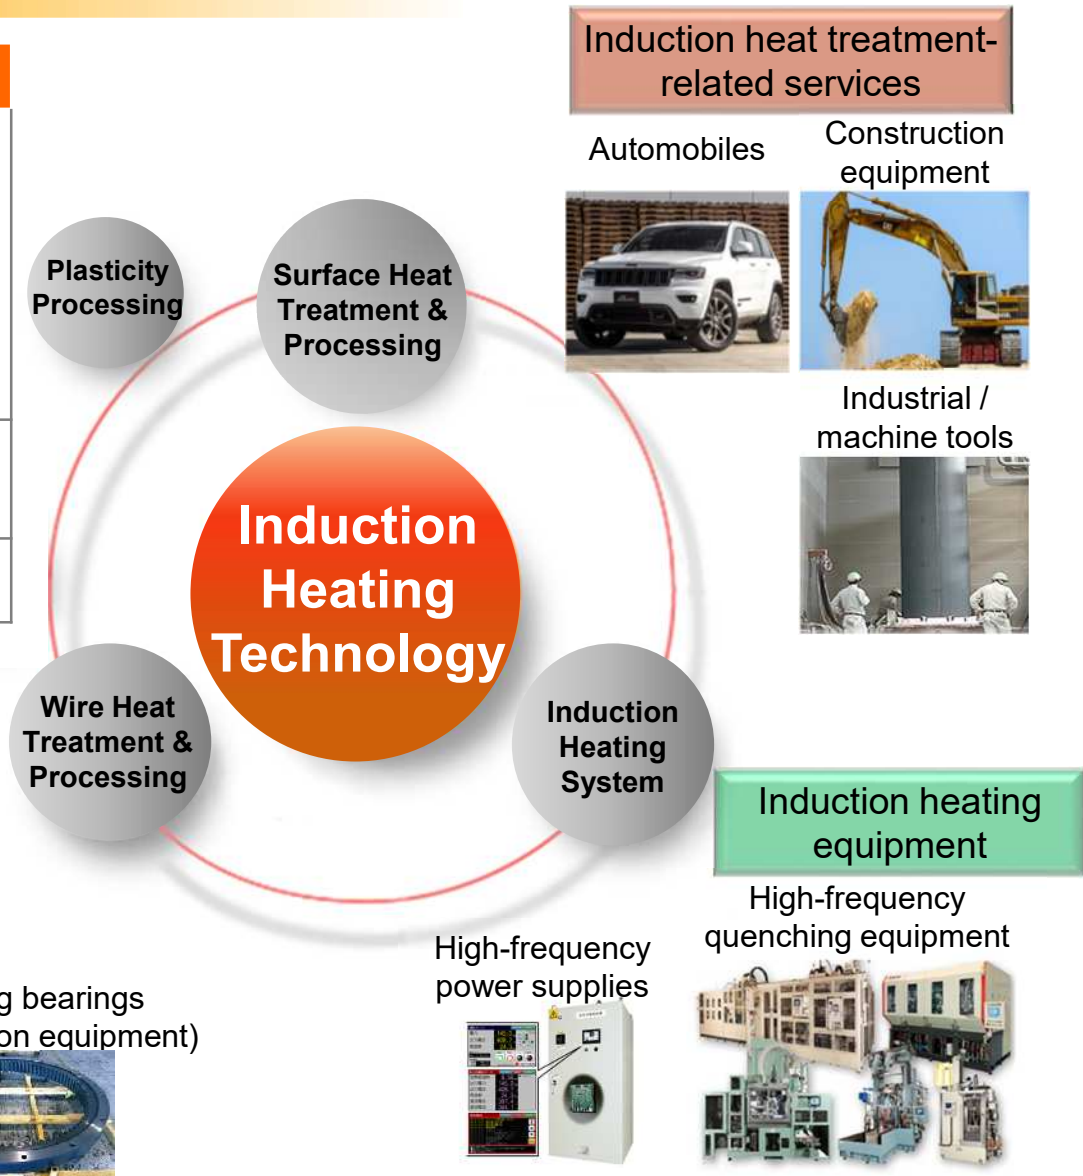 Induction heat treatment-
related services
Automobiles
Construction
equipment
Plasticity
Processing
Surface Heat
Treatment &
Processing
Industrial /
machine tools
Induction
Heating
Technology
Wire Heat
Treatment &
Processing
Induction
Heating
System
Induction heating
equipment
High-frequency
quenching equipment
High-frequency
power supplies
g bearings
on equipment)